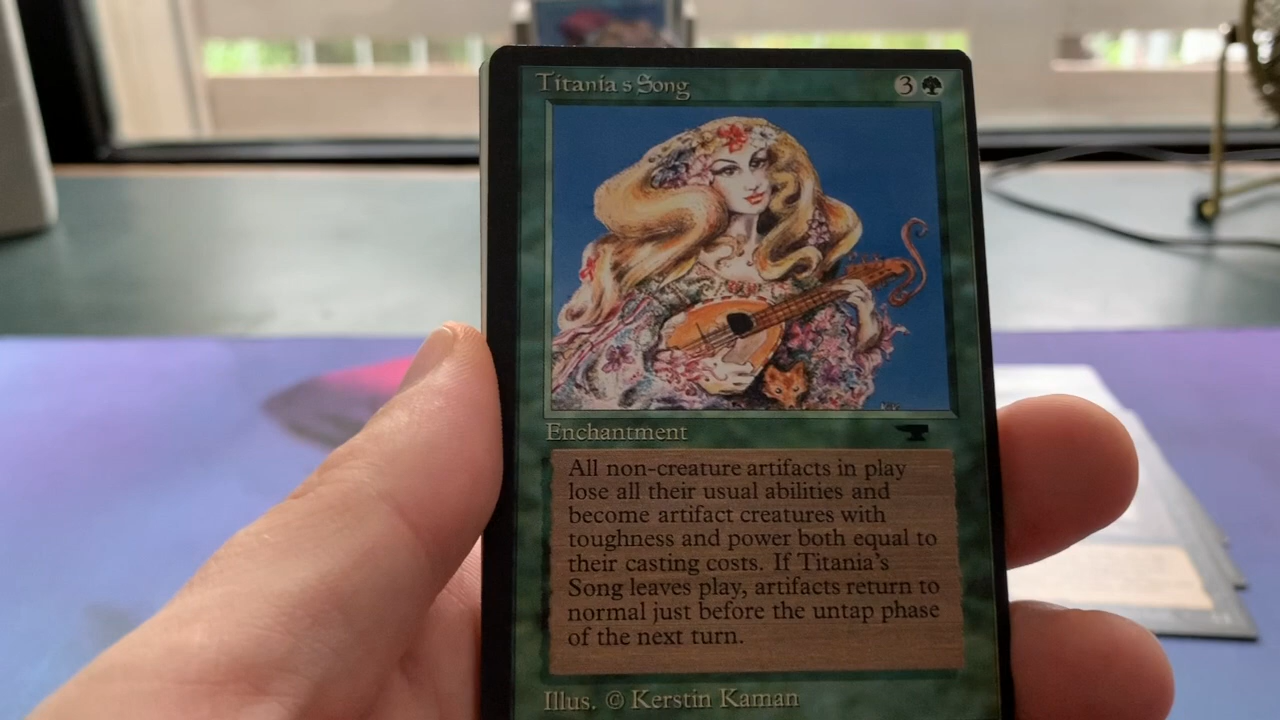 Titania's Song 3
Enchantment
All non-creature artifacts in play
lose all their usual abilities and
become artifact creatures with
toughness and power both equal to
their casting costs. If Titania's
Song leaves play, artifacts return to
normal just before the untap phase
of the next turn.
Illus. © Kerstin Kaman